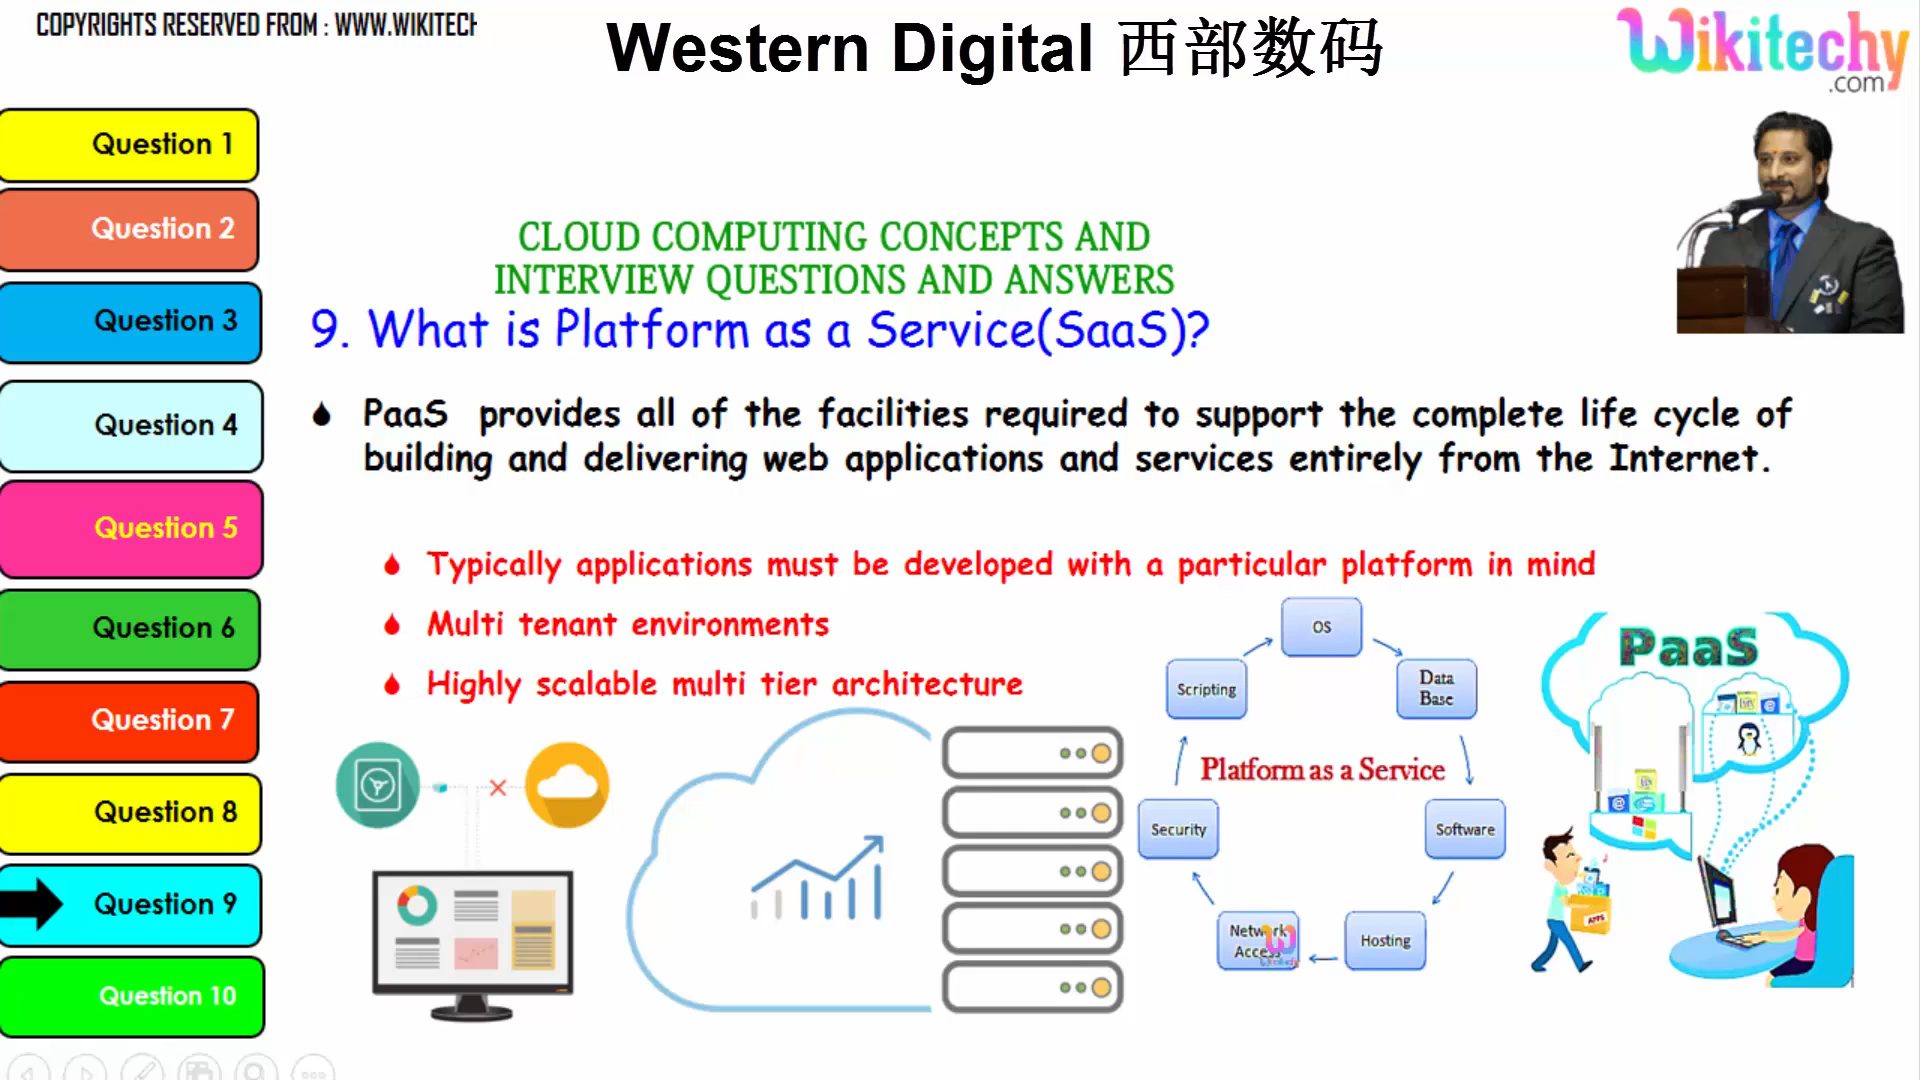 COPYRIGHTS RESERVED FROM : WWW.WIKITECH
Western Digital 西部数码
Wikitechy
.com
Question 1
Question 2
Question 3
Question 4
Question 5
Question 6
Question 7
Question 8
Question 9
Question 10
CLOUD COMPUTING CONCEPTS AND
INTERVIEW QUESTIONS AND ANSWERS
9. What is Platform as a Service(SaaS)?
PaaS provides all of the facilities required to support the complete life cycle of
building and delivering web applications and services entirely from the Internet.
Typically applications must be developed with a particular platform in mind
Multi tenant environments
Highly scalable multi tier architecture
OS
Data
Base
Software
Hosting
Network
Access
Security
Scripting
Platform as a Service
PaaS
APPS